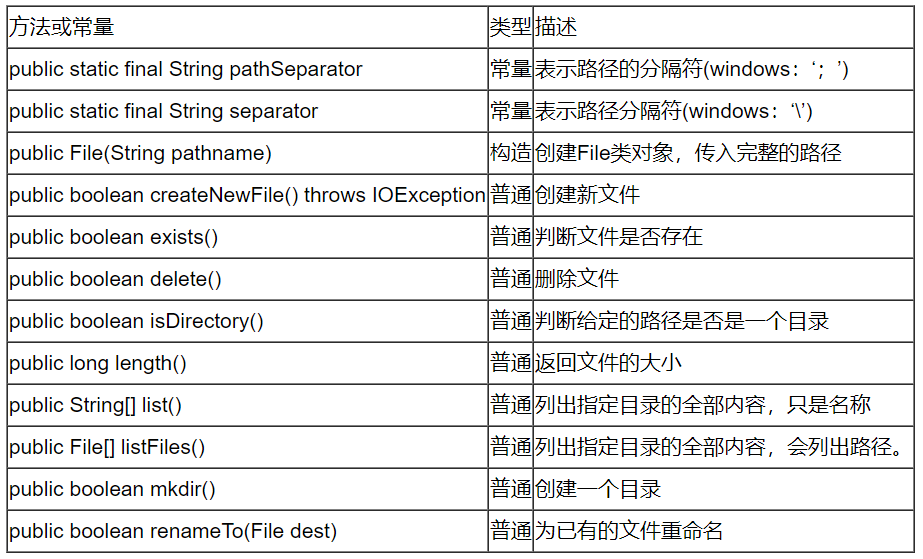 方法或常量 类型 描述
public static final String pathSeparator 常量 表示路径的分隔符(windows：‘；’)
public static final String separator 常量 表示路径分隔符(windows：‘\’)
public File(String pathname) 构造 创建File类对象，传入完整的路径
public boolean createNewFile() throws IOException 普通 创建新文件
public boolean exists() 普通 判断文件是否存在
public boolean delete() 普通 删除文件
public boolean isDirectory() 普通 判断给定的路径是否是一个目录
public long length() 普通 返回文件的大小
public String[] list() 普通 列出指定目录的全部内容，只是名称
public File[] listFiles() 普通 列出指定目录的全部内容，会列出路径。
public boolean mkdir() 普通 创建一个目录
public boolean renameTo(File dest) 普通 为已有的文件重命名